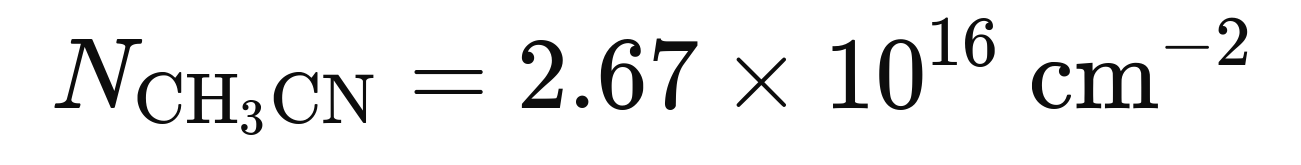 N_{CH_3CN} = 2.67 × 10^{16} cm^{−2}